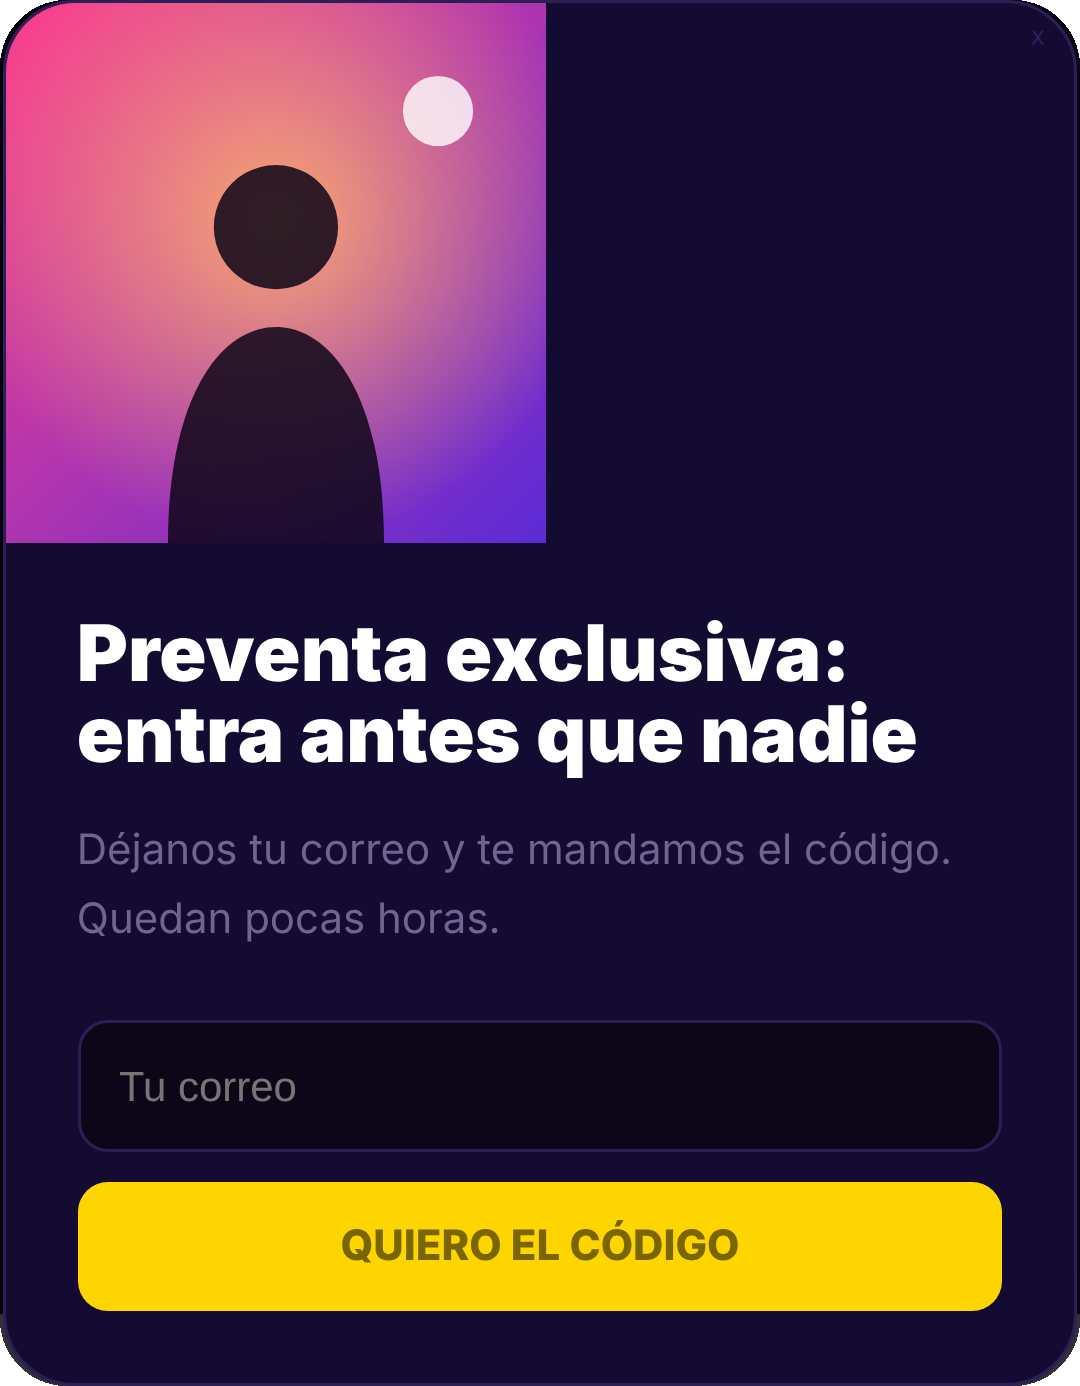 x
Preventa exclusiva:
entra antes que nadie
Déjanos tu correo y te mandamos el código.
Quedan pocas horas.
Tu correo
QUIERO EL CÓDIGO